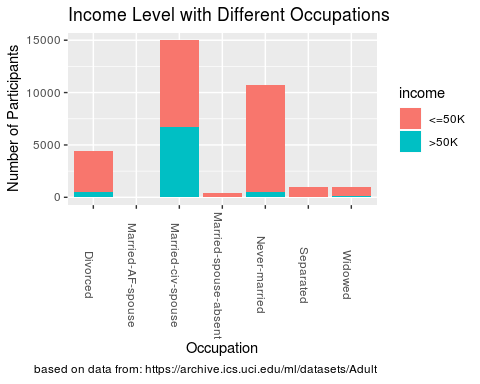 Income Level with Different Occupations
Number of Participants
15000
10000
5000
0
income
<=50K
>50K
Divorced
Married-AF-spouse
Married-civ-spouse
Married-spouse-absent
Never-married
Separated
Widowed
Occupation
based on data from: https://archive.ics.uci.edu/ml/datasets/Adult